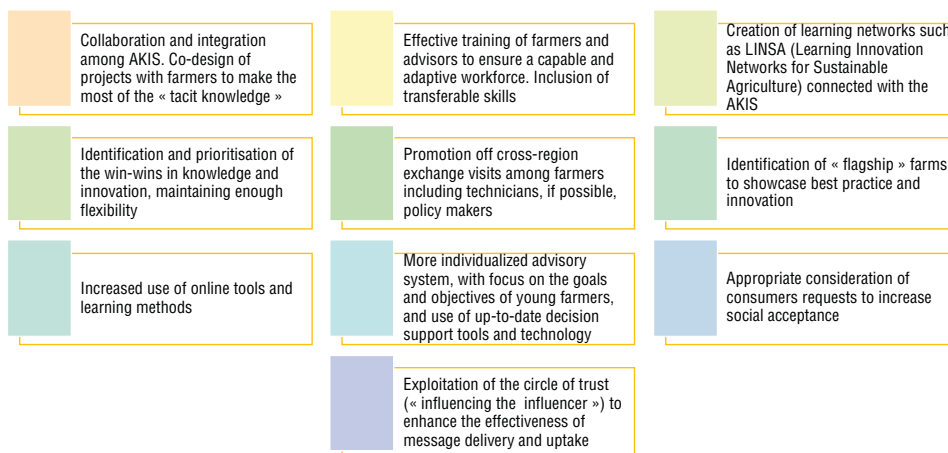 Collaboration and integration
among AKIS. Co-design of
projects with farmers to make the
most of the « tacit knowledge »
Effective training of farmers and
advisors to ensure a capable and
adaptive workforce. Inclusion of
transferable skills
Creation of learning networks such
as LINSA (Learning Innovation
Networks for Sustainable
Agriculture) connected with the
AKIS
Identification and prioritisation of
the win-wins in knowledge and
innovation, maintaining enough
flexibility
Promotion off cross-region
exchange visits among farmers
including technicians, if possible,
policy makers
Identification of « flagship » farms
to showcase best practice and
innovation
Increased use of online tools and
learning methods
More individualized advisory
system, with focus on the goals
and objectives of young farmers,
and use of up-to-date decision
support tools and technology
Appropriate consideration of
consumers requests to increase
social acceptance
Exploitation of the circle of trust
(« influencing the influencer ») to
enhance the effectiveness of
message delivery and uptake